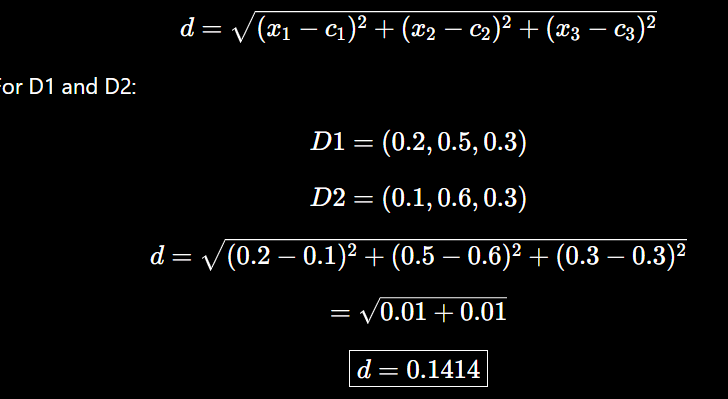 d = √(x₁ − c₁)² + (x₂ − c₂)² + (x₃ − c₃)²
or D1 and D2:
D1 = (0.2, 0.5, 0.3)
D2 = (0.1, 0.6, 0.3)
d = √(0.2 − 0.1)² + (0.5 − 0.6)² + (0.3 − 0.3)²
= √0.01 + 0.01
d = 0.1414